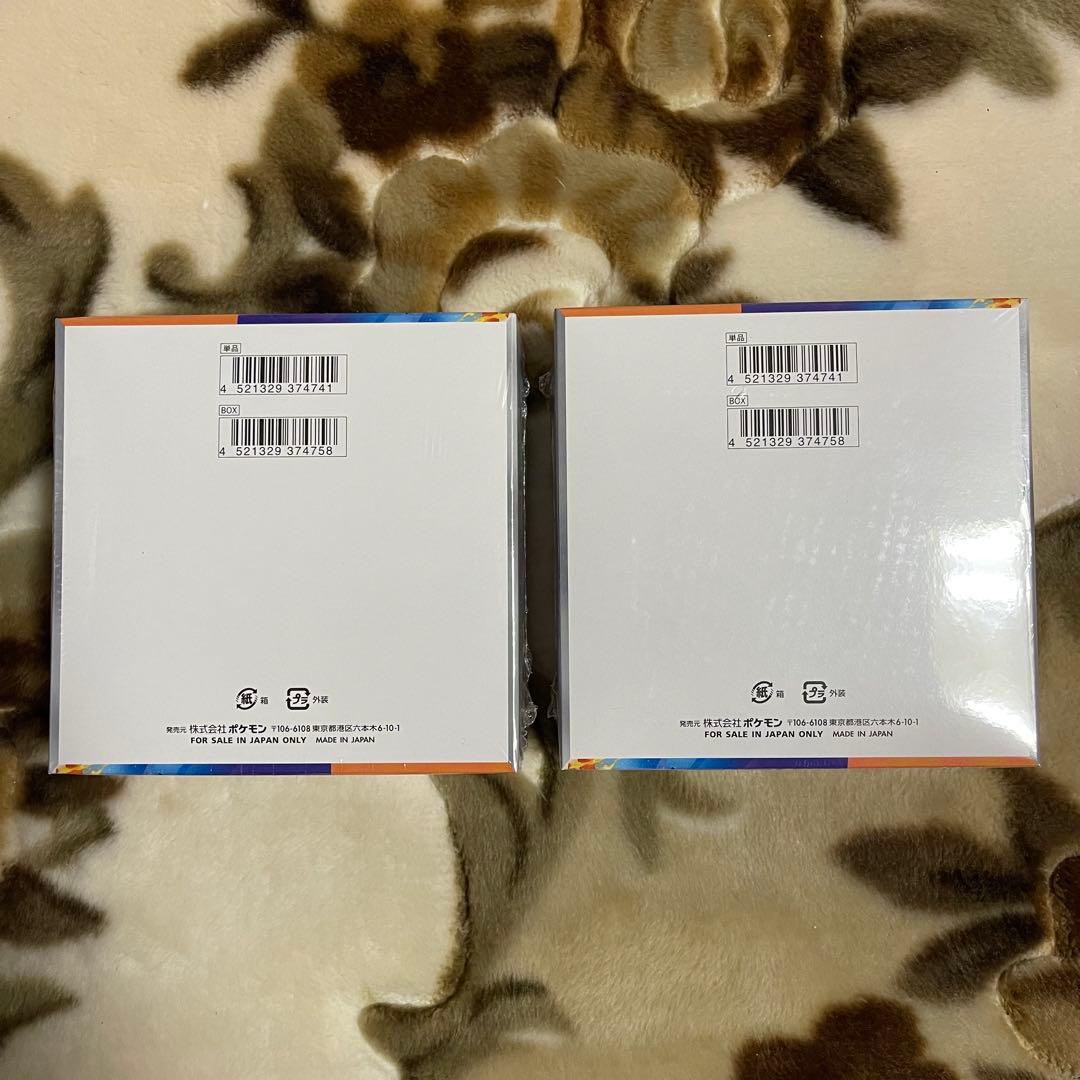 単品
4 521329 374741
BOX
4 521329 374758
紙 箱 プラ 外装
発売元 株式会社ポケモン 〒106-6108 東京都港区六本木6-10-1
FOR SALE IN JAPAN ONLY MADE IN JAPAN
単品
4 521329 374741
BOX
4 521329 374758
紙 箱 プラ 外装
発売元 株式会社ポケモン 〒106-6108 東京都港区六本木6-10-1
FOR SALE IN JAPAN ONLY MADE IN JAPAN